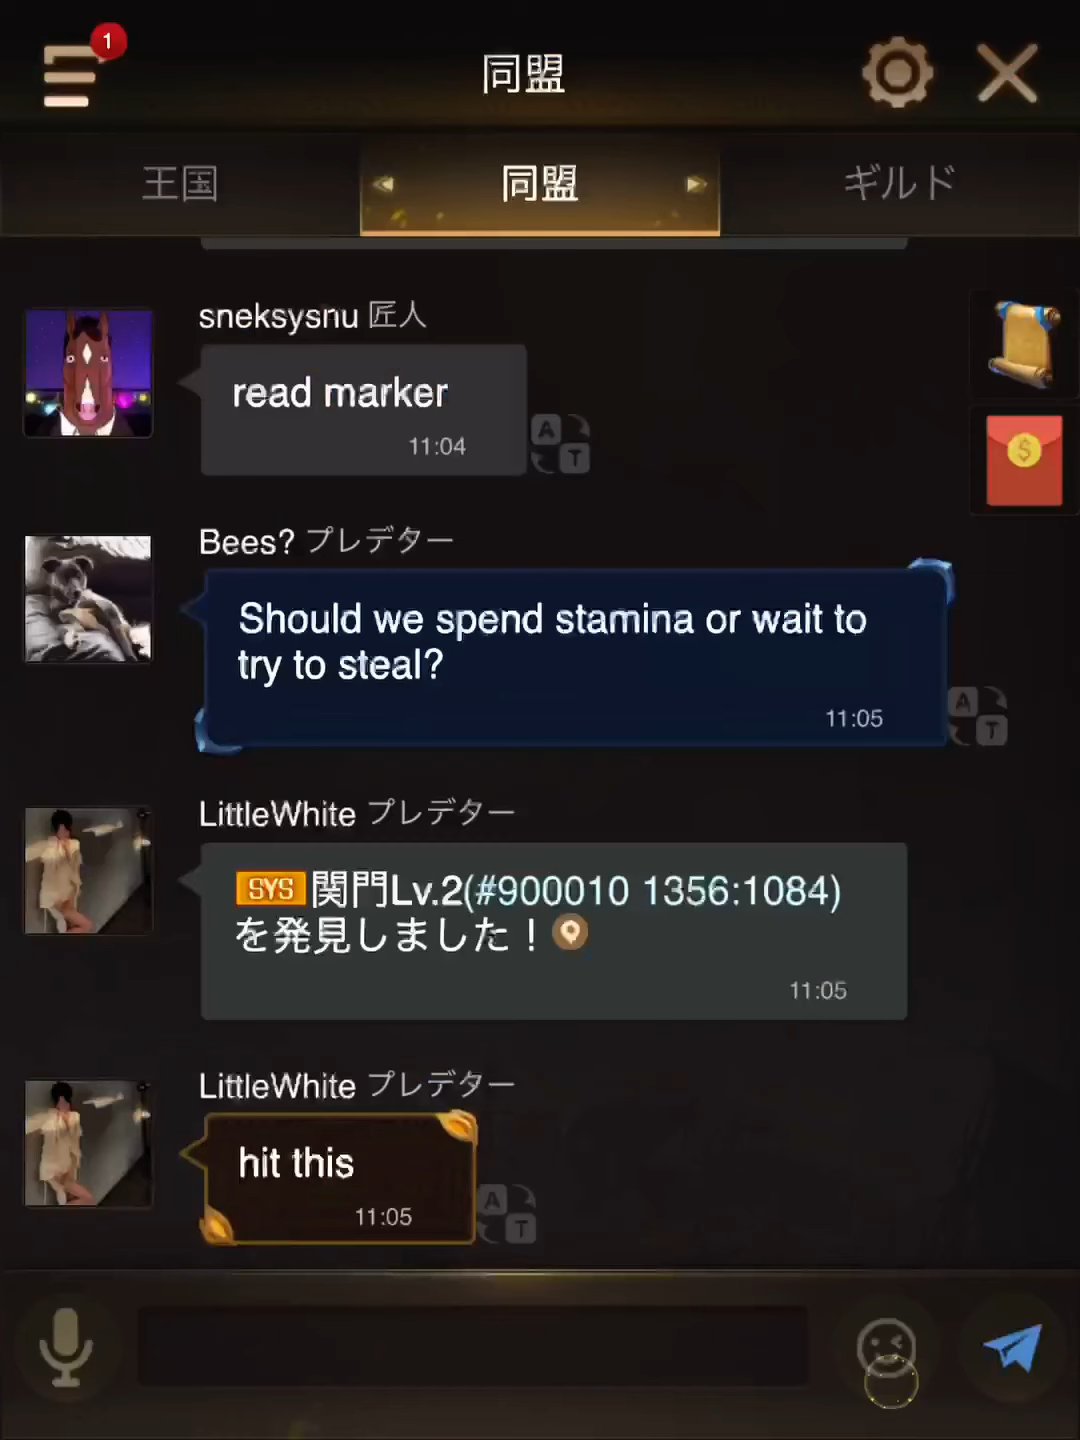 1
同盟
王国
同盟
ギルド
sneksysnu 匠人
read marker
11:04
A
T
Bees? プレデター
Should we spend stamina or wait to
try to steal?
11:05
A
T
LittleWhite プレデター
SYS 関門Lv.2(#900010 1356:1084)
を発見しました！
11:05
LittleWhite プレデター
hit this
11:05
A
T